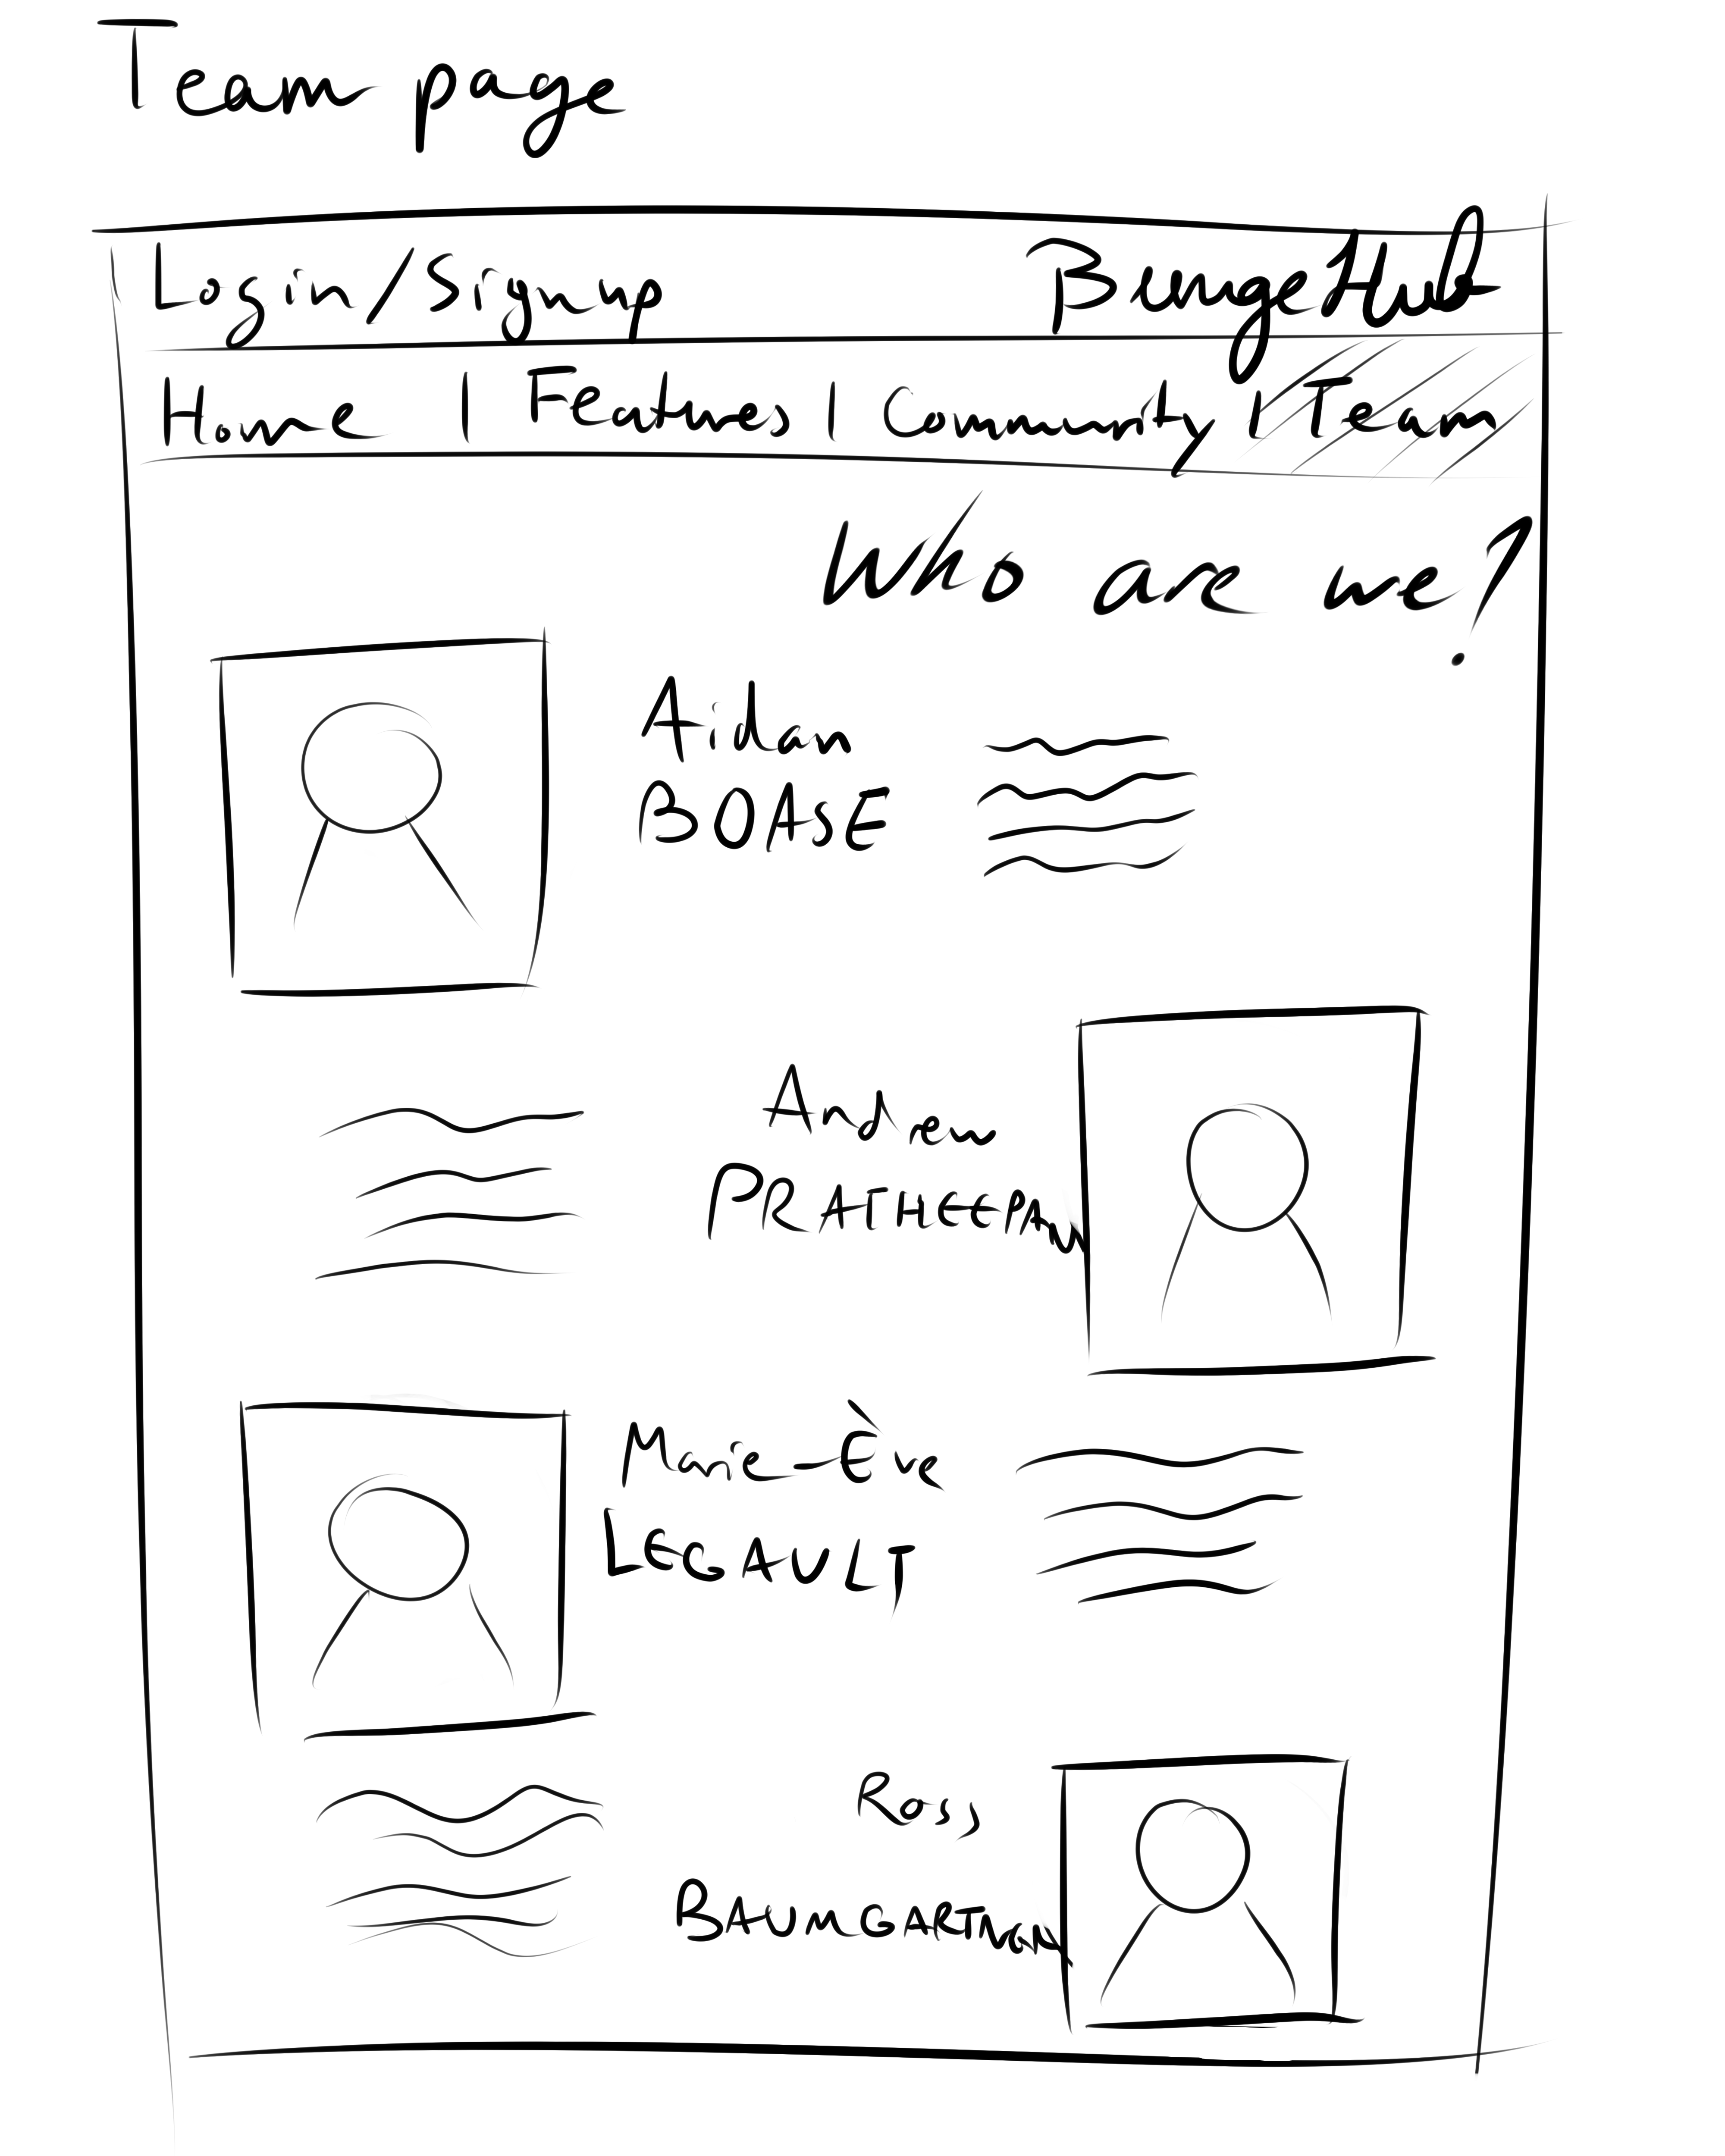 Team page
Login/Signup BingeHub
Home | Features | Community | Team
Who are we?
Aidan
BOASE
Andem
PRATHEEPAN
Marie-Ève
LEGAULT
Ross
BAUMGARTNER